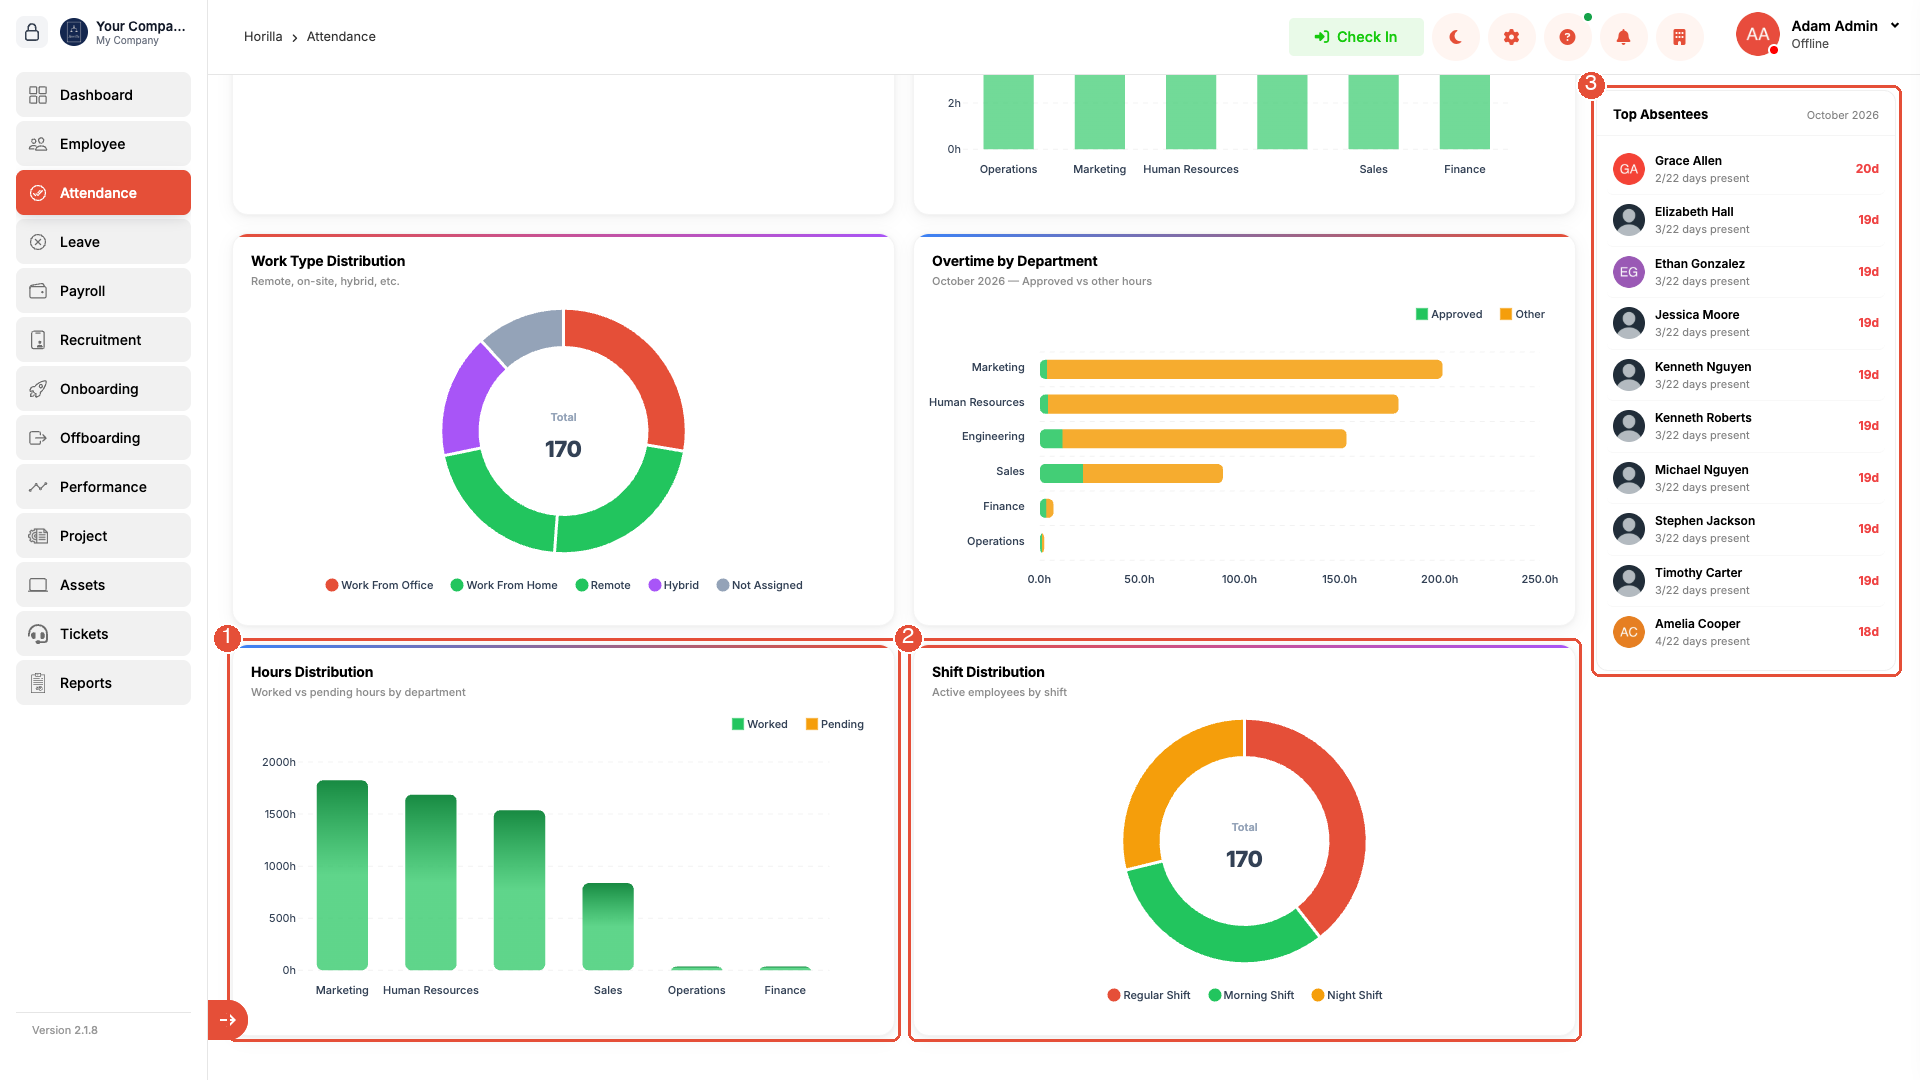 Your Compa...
My Company
Dashboard
Employee
Attendance
Leave
Payroll
Recruitment
Onboarding
Offboarding
Performance
Project
Assets
Tickets
Reports
Version 2.1.8
Horilla
Attendance
Check In
AA
Adam Admin
Offline
2h
0h
Operations
Marketing
Human Resources
Sales
Finance
Work Type Distribution
Remote, on-site, hybrid, etc.
Total
170
Work From Office
Work From Home
Remote
Hybrid
Not Assigned
Overtime by Department
October 2026 — Approved vs other hours
Approved
Other
Marketing
Human Resources
Engineering
Sales
Finance
Operations
0.0h
50.0h
100.0h
150.0h
200.0h
250.0h
1
Hours Distribution
Worked vs pending hours by department
Worked
Pending
2000h
1500h
1000h
500h
0h
Marketing
Human Resources
Sales
Operations
Finance
2
Shift Distribution
Active employees by shift
Total
170
Regular Shift
Morning Shift
Night Shift
3
Top Absentees
October 2026
GA
Grace Allen
2/22 days present
20d
Elizabeth Hall
3/22 days present
19d
EG
Ethan Gonzalez
3/22 days present
19d
Jessica Moore
3/22 days present
19d
Kenneth Nguyen
3/22 days present
19d
Kenneth Roberts
3/22 days present
19d
Michael Nguyen
3/22 days present
19d
Stephen Jackson
3/22 days present
19d
Timothy Carter
3/22 days present
19d
AC
Amelia Cooper
4/22 days present
18d